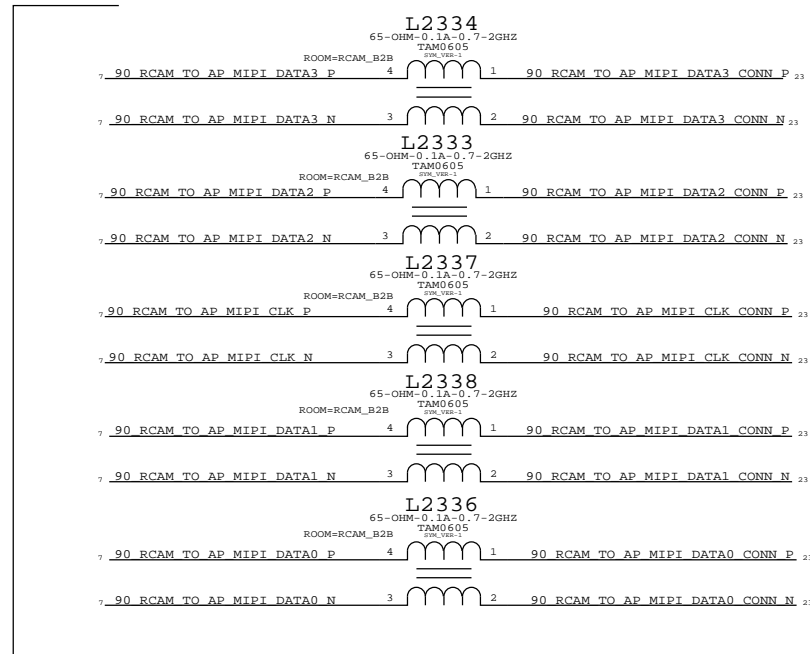 L2334
65-OHM-0.1A-0.7-2GHZ
TAM0605
SYM_VER-1
ROOM=RCAM_B2B
7 90_RCAM_TO_AP_MIPI_DATA3_P 4 1 90_RCAM_TO_AP_MIPI_DATA3_CONN_P 23
7 90_RCAM_TO_AP_MIPI_DATA3_N 3 2 90_RCAM_TO_AP_MIPI_DATA3_CONN_N 23
L2333
65-OHM-0.1A-0.7-2GHZ
TAM0605
SYM_VER-1
ROOM=RCAM_B2B
7 90_RCAM_TO_AP_MIPI_DATA2_P 4 1 90_RCAM_TO_AP_MIPI_DATA2_CONN_P 23
7 90_RCAM_TO_AP_MIPI_DATA2_N 3 2 90_RCAM_TO_AP_MIPI_DATA2_CONN_N 23
L2337
65-OHM-0.1A-0.7-2GHZ
TAM0605
SYM_VER-1
ROOM=RCAM_B2B
7 90_RCAM_TO_AP_MIPI_CLK_P 4 1 90_RCAM_TO_AP_MIPI_CLK_CONN_P 23
7 90_RCAM_TO_AP_MIPI_CLK_N 3 2 90_RCAM_TO_AP_MIPI_CLK_CONN_N 23
L2338
65-OHM-0.1A-0.7-2GHZ
TAM0605
SYM_VER-1
ROOM=RCAM_B2B
7 90_RCAM_TO_AP_MIPI_DATA1_P 4 1 90_RCAM_TO_AP_MIPI_DATA1_CONN_P 23
7 90_RCAM_TO_AP_MIPI_DATA1_N 3 2 90_RCAM_TO_AP_MIPI_DATA1_CONN_N 23
L2336
65-OHM-0.1A-0.7-2GHZ
TAM0605
SYM_VER-1
ROOM=RCAM_B2B
7 90_RCAM_TO_AP_MIPI_DATA0_P 4 1 90_RCAM_TO_AP_MIPI_DATA0_CONN_P 23
7 90_RCAM_TO_AP_MIPI_DATA0_N 3 2 90_RCAM_TO_AP_MIPI_DATA0_CONN_N 23